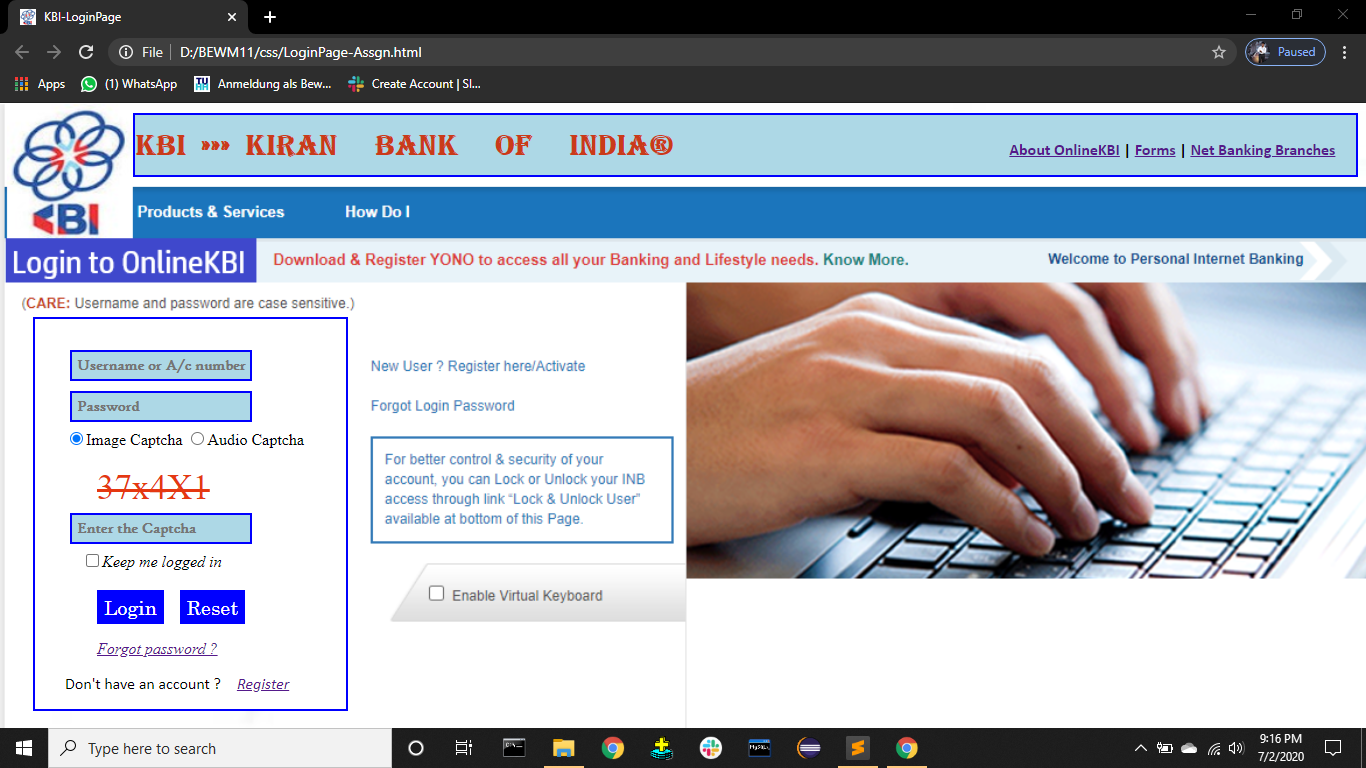 KBI-LoginPage
File
D:/BEWM11/css/LoginPage-Assgn.html
Paused
Apps
(1) WhatsApp
Anmeldung als Bew...
Create Account | Sl...
KBI »»» KIRAN BANK OF INDIA®
About OnlineKBI | Forms | Net Banking Branches
KBI
Products & Services
How Do I
Login to OnlineKBI
Download & Register YONO to access all your Banking and Lifestyle needs. Know More.
Welcome to Personal Internet Banking
(CARE: Username and password are case sensitive.)
Username or A/c number
Password
Image Captcha
Audio Captcha
37x4X1
Enter the Captcha
Keep me logged in
Login
Reset
Forgot password ?
Don't have an account ?
Register
New User ? Register here/Activate
Forgot Login Password
For better control & security of your
account, you can Lock or Unlock your INB
access through link “Lock & Unlock User”
available at bottom of this Page.
Enable Virtual Keyboard
Type here to search
9:16 PM
7/2/2020